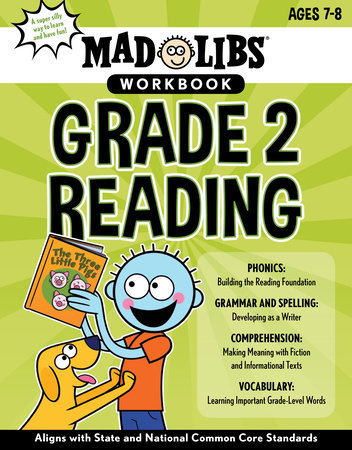 A super silly
way to learn
and have fun!
AGES 7-8
MAD LIBS®
WORKBOOK
GRADE 2
READING
The Three
Little Pigs
PHONICS:
Building the Reading Foundation
GRAMMAR AND SPELLING:
Developing as a Writer
COMPREHENSION:
Making Meaning with Fiction
and Informational Texts
VOCABULARY:
Learning Important Grade-Level Words
Aligns with State and National Common Core Standards